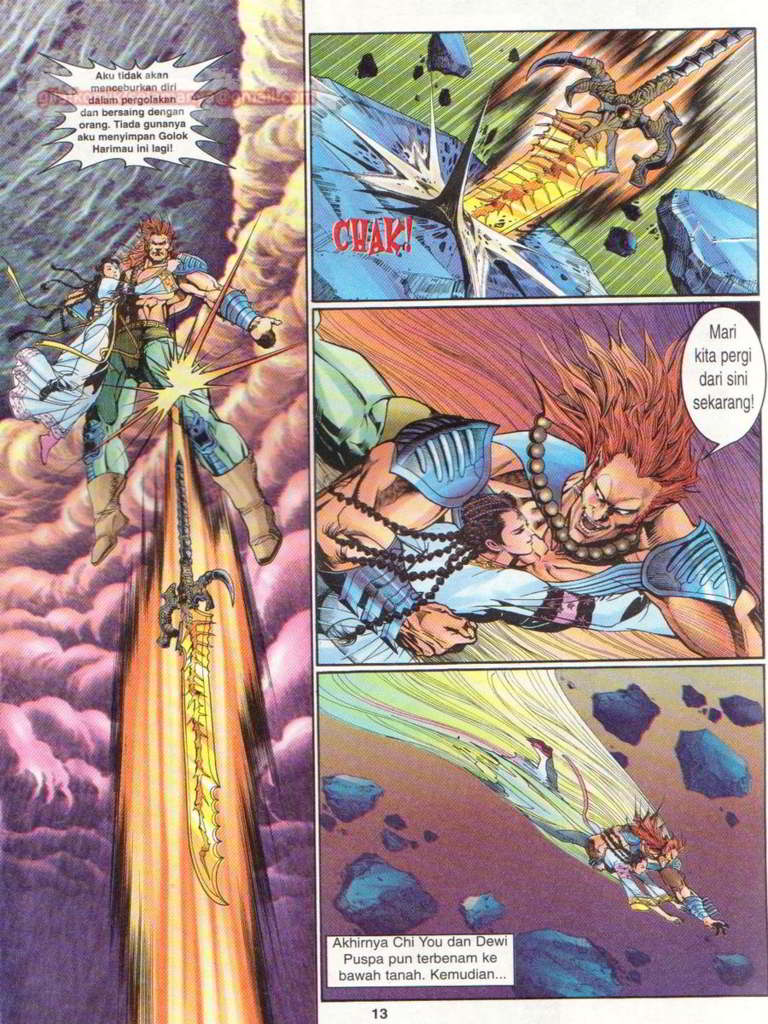 Aku tidak akan
menceburkan diri
dalam pergolakan
dan bersaing dengan
orang. Tiada gunanya
aku menyimpan Golok
Harimau ini lagi!
CHAK!
Mari
kita pergi
dari sini
sekarang!
Akhirnya Chi You dan Dewi
Puspa pun terbenam ke
bawah tanah. Kemudian...
13